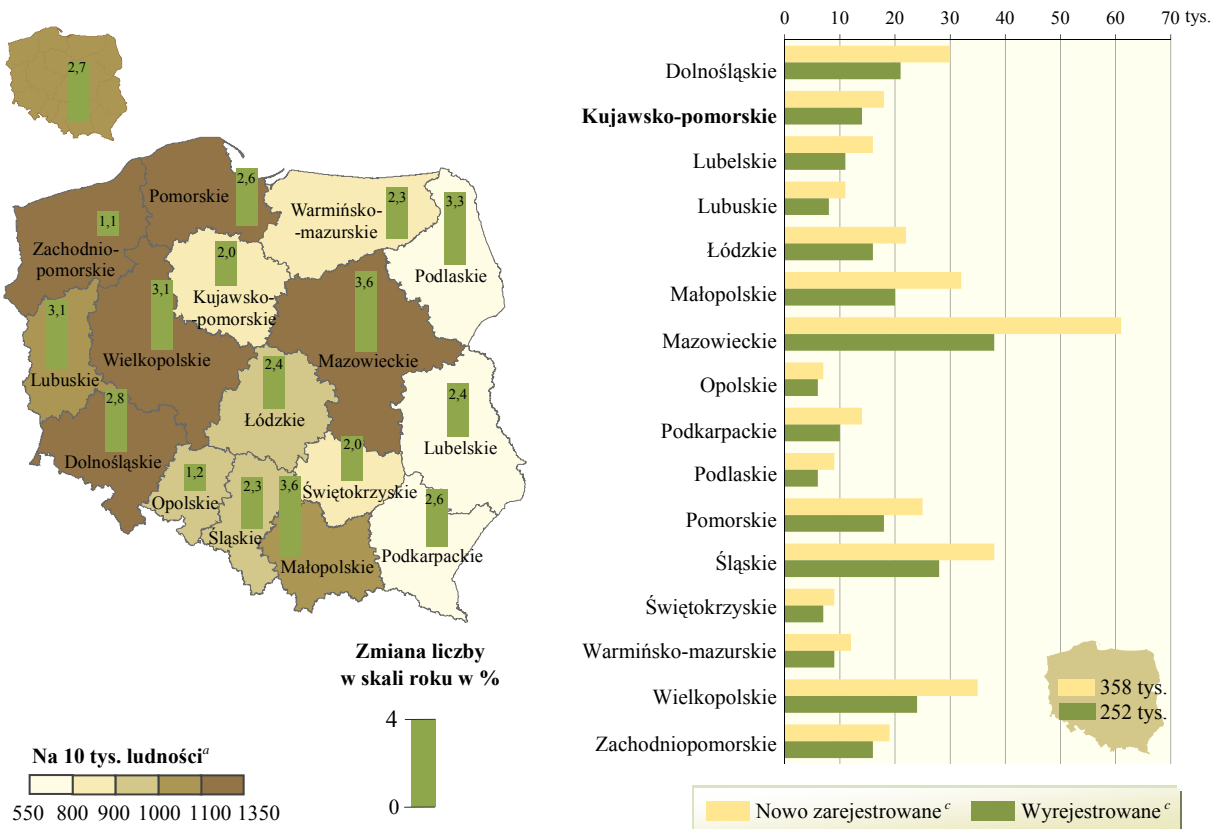 2,7
Pomorskie
2,6
Warmińsko-
-mazurskie
2,3
3,3
Podlaskie
1,1
Zachodnio-
pomorskie
2,0
Kujawsko-
-pomorskie
3,6
Mazowieckie
3,1
Wielkopolskie
3,1
Lubuskie
2,8
Dolnośląskie
2,4
Łódzkie
2,4
Lubelskie
2,0
Świętokrzyskie
1,2
Opolskie
2,3
Śląskie
3,6
Małopolskie
2,6
Podkarpackie
Zmiana liczby
w skali roku w %
4
0
Na 10 tys. ludności a
550 800 900 1000 1100 1350
0 10 20 30 40 50 60 70 tys.
Dolnośląskie
Kujawsko-pomorskie
Lubelskie
Lubuskie
Łódzkie
Małopolskie
Mazowieckie
Opolskie
Podkarpackie
Podlaskie
Pomorskie
Śląskie
Świętokrzyskie
Warmińsko-mazurskie
Wielkopolskie
Zachodniopomorskie
358 tys.
252 tys.
Nowo zarejestrowane c Wyrejestrowane c